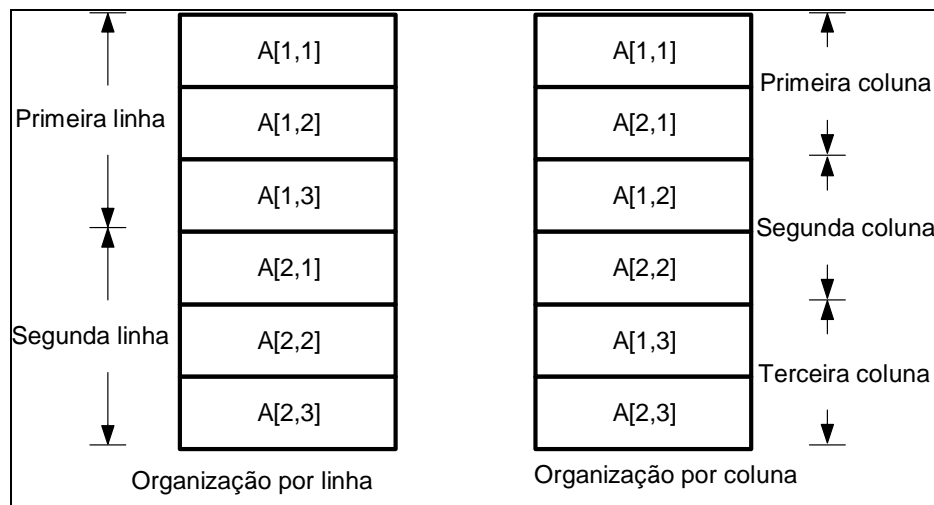 A[1,1]
A[1,2]
A[1,3]
A[2,1]
A[2,2]
A[2,3]
Primeira linha
Segunda linha
Organização por linha
A[1,1]
A[2,1]
A[1,2]
A[2,2]
A[1,3]
A[2,3]
Primeira coluna
Segunda coluna
Terceira coluna
Organização por coluna